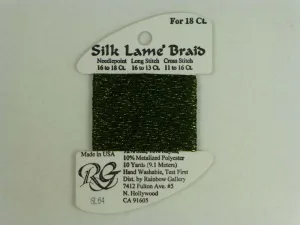 For 18 Ct.
Silk Lamé Braid
Needlepoint Long Stitch Cross Stitch
16 to 18 Ct. 16 to 13 Ct. 11 to 16 Ct.
Made in USA
10% Metalized Polyester
10 Yards (9.1 Meters)
Hand Washable, Test First
Dist. by Rainbow Gallery
7412 Fulton Ave. #5
N. Hollywood
CA 91605
RG
SL64